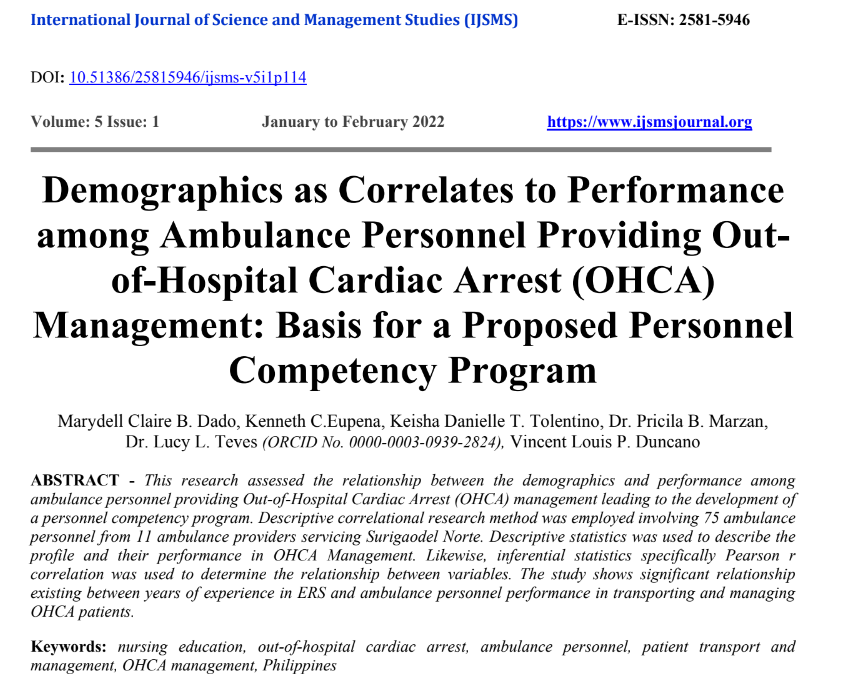 International Journal of Science and Management Studies (IJSMS) E-ISSN: 2581-5946
DOI: 10.51386/25815946/ijsms-v5i1p114
Volume: 5 Issue: 1 January to February 2022 https://www.ijsmsjournal.org
Demographics as Correlates to Performance
among Ambulance Personnel Providing Out-
of-Hospital Cardiac Arrest (OHCA)
Management: Basis for a Proposed Personnel
Competency Program
Marydell Claire B. Dado, Kenneth C.Eupena, Keisha Danielle T. Tolentino, Dr. Pricila B. Marzan,
Dr. Lucy L. Teves (ORCID No. 0000-0003-0939-2824), Vincent Louis P. Duncano
ABSTRACT - This research assessed the relationship between the demographics and performance among
ambulance personnel providing Out-of-Hospital Cardiac Arrest (OHCA) management leading to the development of
a personnel competency program. Descriptive correlational research method was employed involving 75 ambulance
personnel from 11 ambulance providers servicing Surigaodel Norte. Descriptive statistics was used to describe the
profile and their performance in OHCA Management. Likewise, inferential statistics specifically Pearson r
correlation was used to determine the relationship between variables. The study shows significant relationship
existing between years of experience in ERS and ambulance personnel performance in transporting and managing
OHCA patients.
Keywords: nursing education, out-of-hospital cardiac arrest, ambulance personnel, patient transport and
management, OHCA management, Philippines